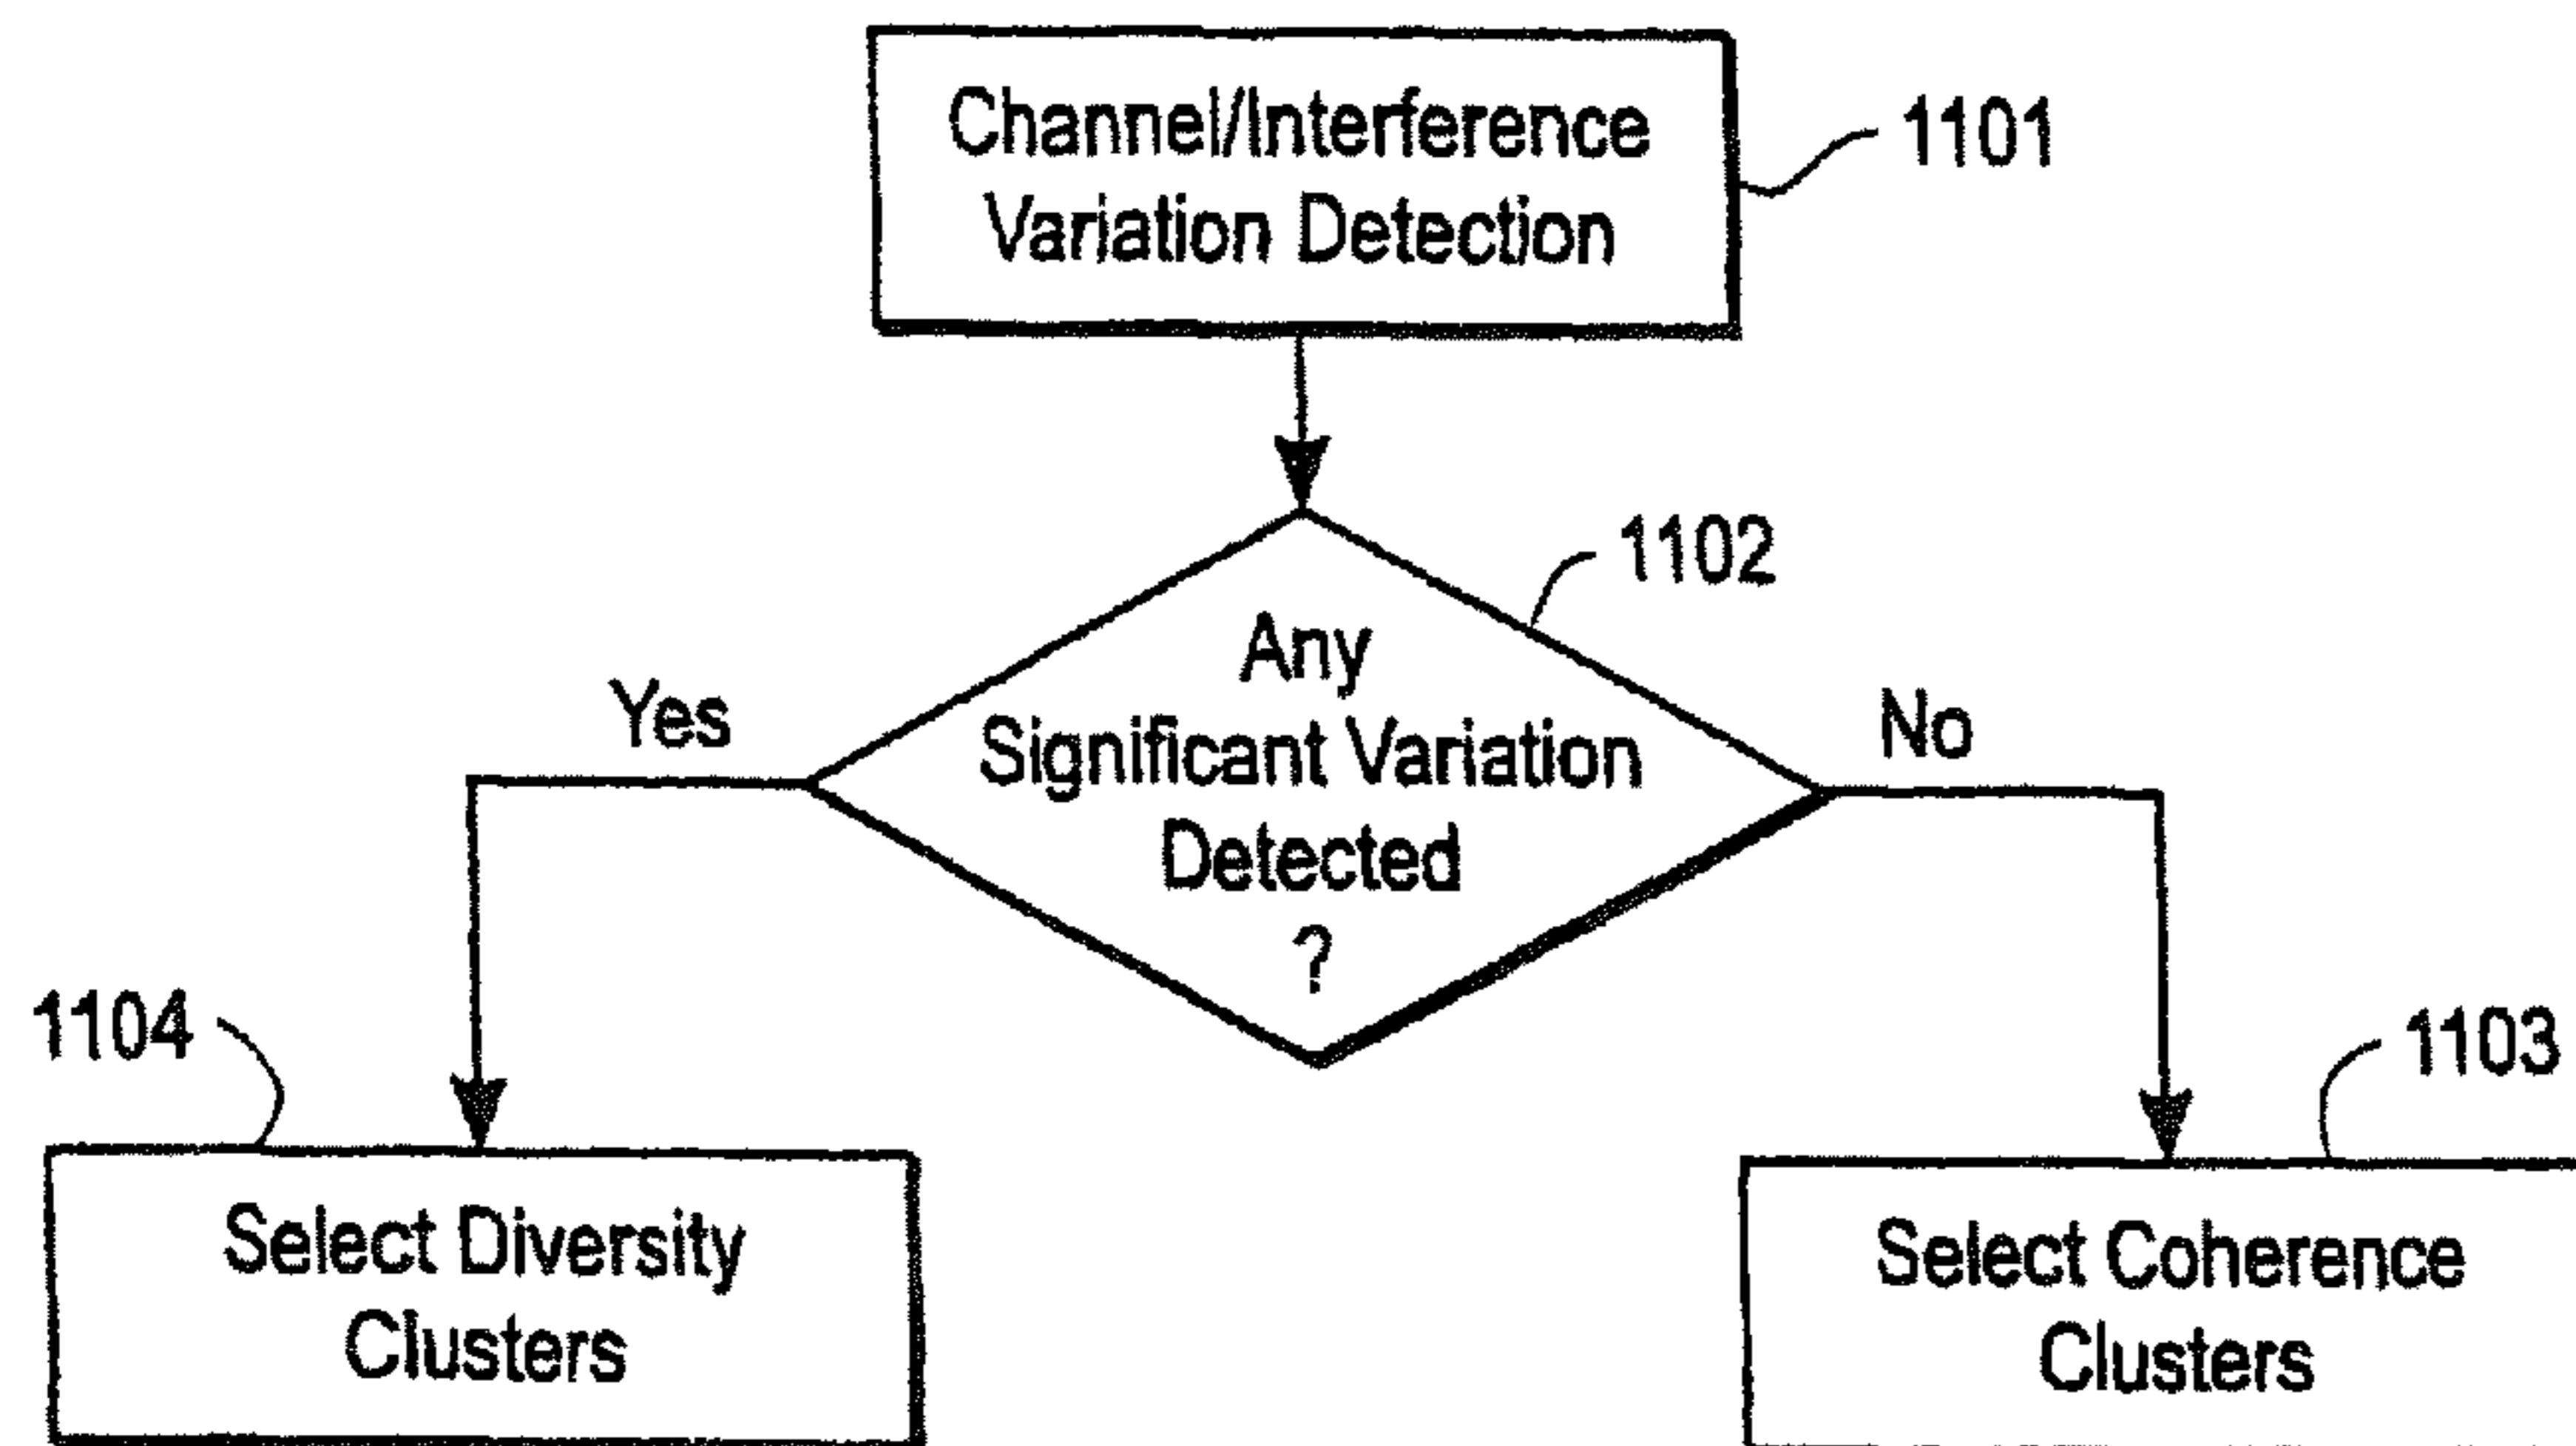 Channel/Interference
Variation Detection
1101
1102
Any
Significant Variation
Detected
?
Yes
No
1104
1103
Select Diversity
Clusters
Select Coherence
Clusters